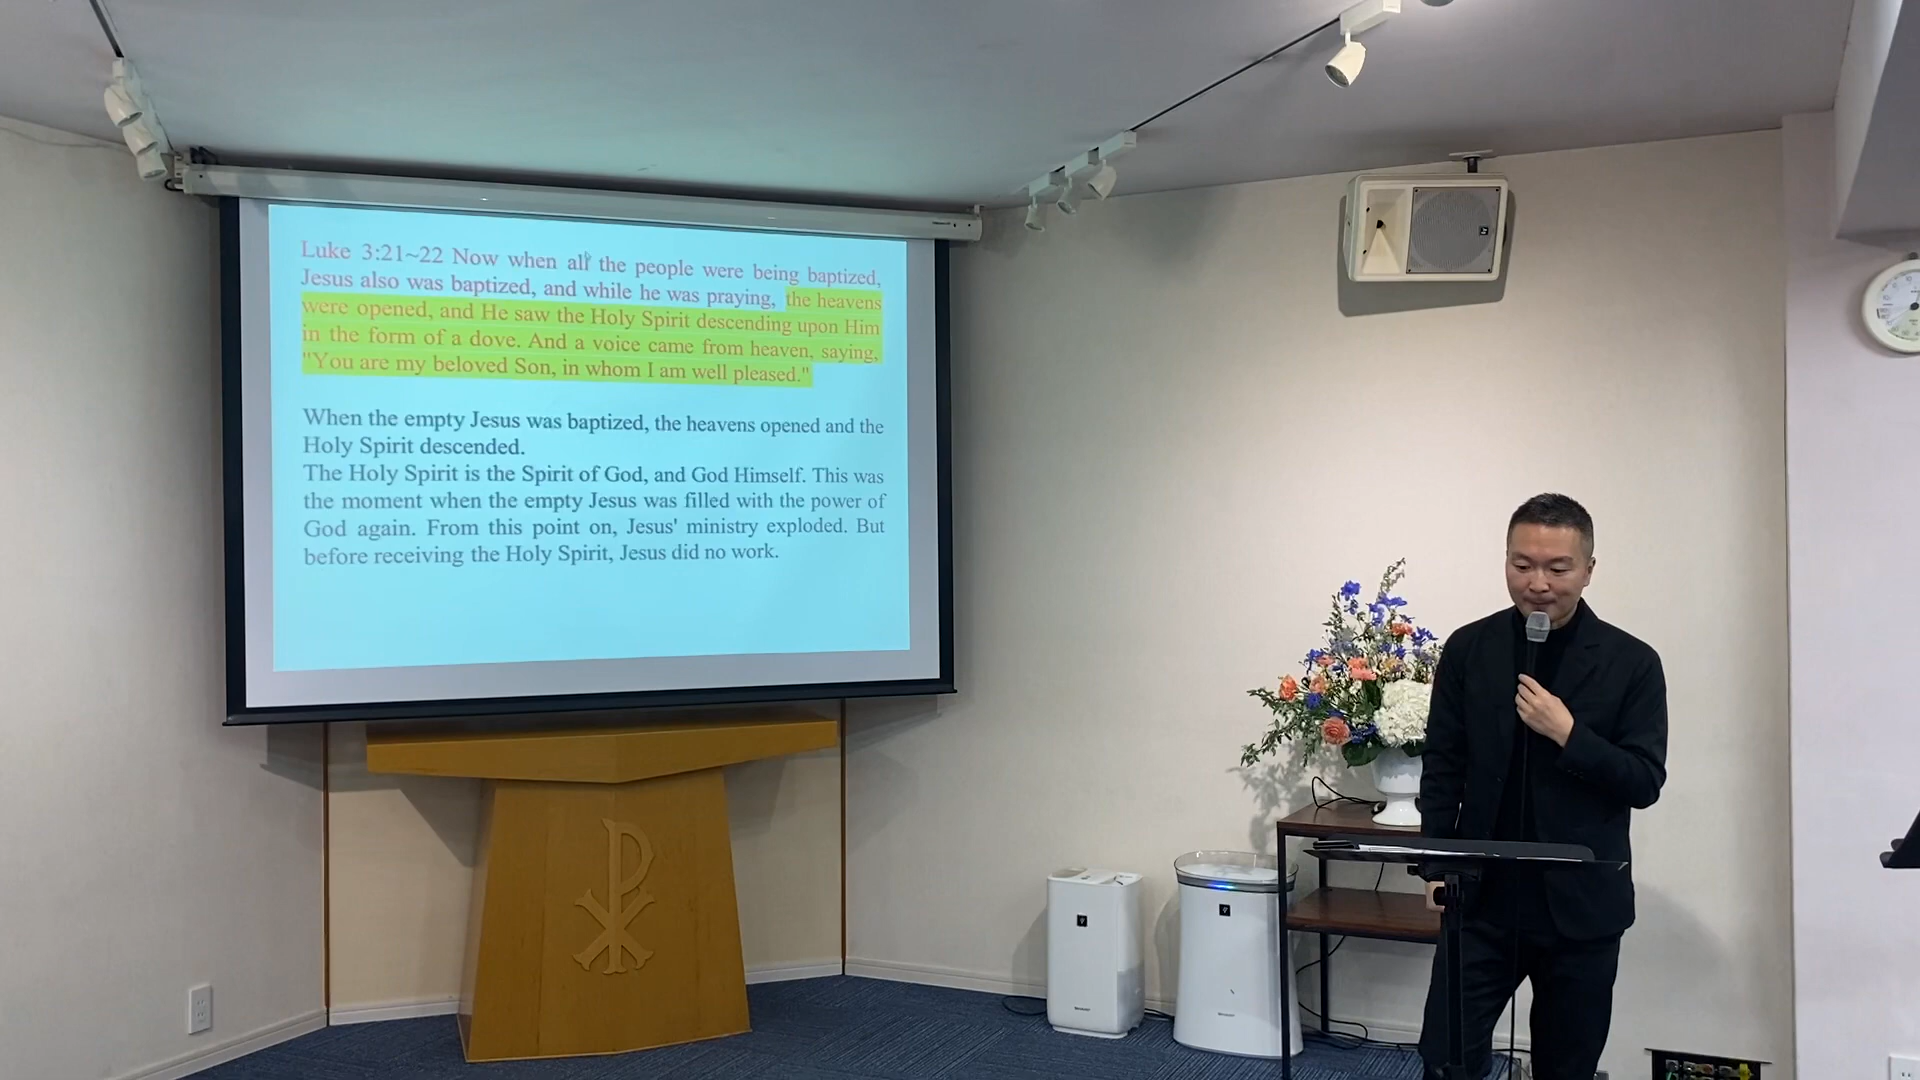 Luke 3:21~22 Now when all the people were being baptized,
Jesus also was baptized, and while he was praying, the heavens
were opened, and He saw the Holy Spirit descending upon Him
in the form of a dove. And a voice came from heaven, saying,
"You are my beloved Son, in whom I am well pleased."
When the empty Jesus was baptized, the heavens opened and the
Holy Spirit descended.
The Holy Spirit is the Spirit of God, and God Himself. This was
the moment when the empty Jesus was filled with the power of
God again. From this point on, Jesus' ministry exploded. But
before receiving the Holy Spirit, Jesus did no work.